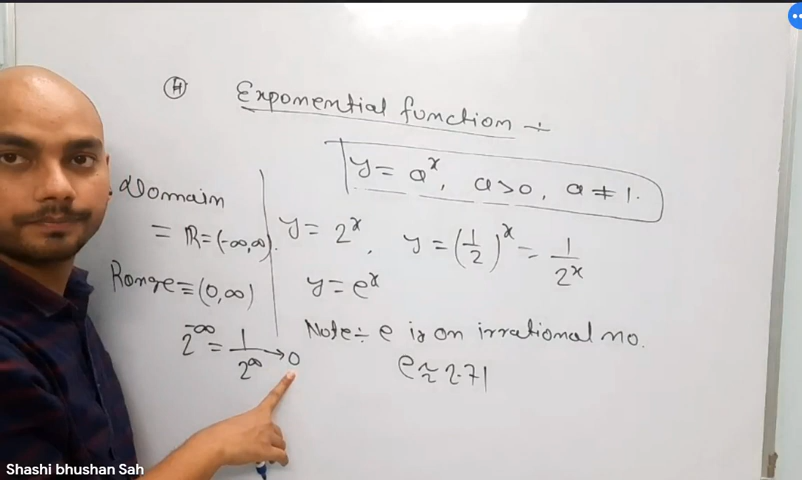 (H) Exponential function :-
y = a^x, a>0, a ≠ 1.
Domain
= R = (-∞,∞).
Range = (0,∞)
2^-∞ = 1/2^∞ → 0
y = 2^x, y = (1/2)^x = 1/2^x
y = e^x
Note :- e is an irrational no.
e ≈ 2.71
Shashi bhushan Sah